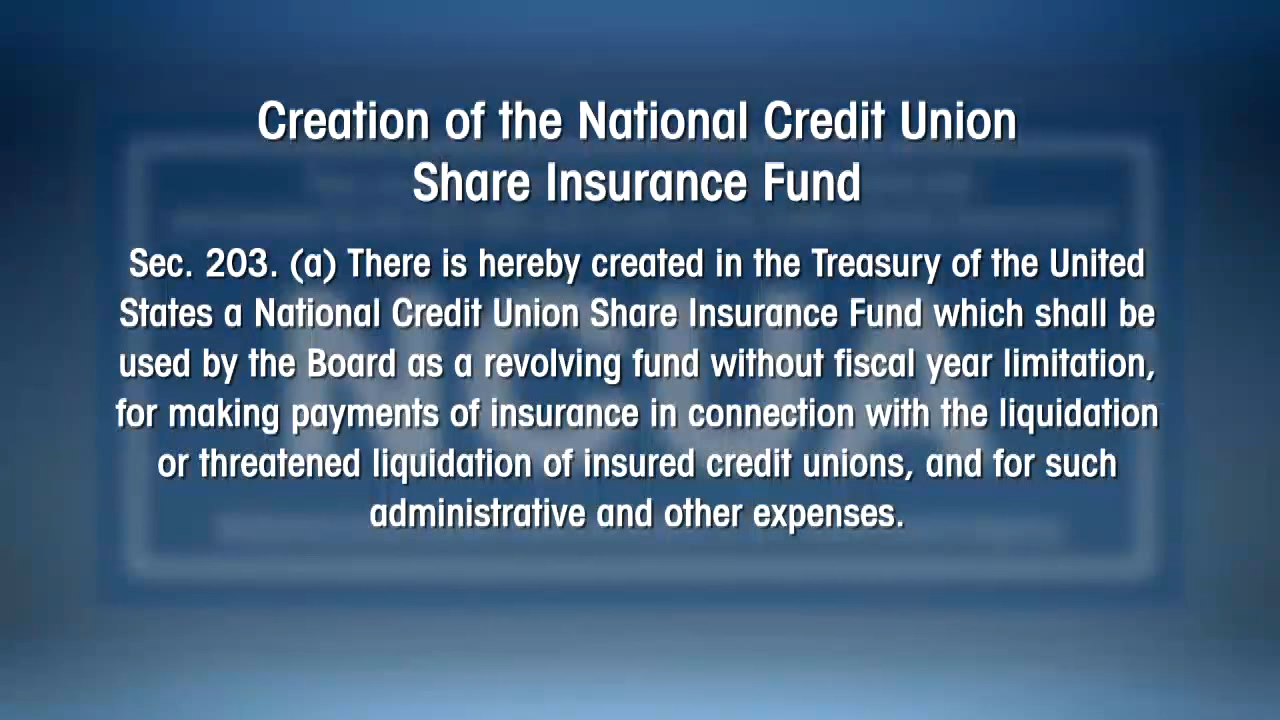 Creation of the National Credit Union
Share Insurance Fund
Sec. 203. (a) There is hereby created in the Treasury of the United
States a National Credit Union Share Insurance Fund which shall be
used by the Board as a revolving fund without fiscal year limitation,
for making payments of insurance in connection with the liquidation
or threatened liquidation of insured credit unions, and for such
administrative and other expenses.
NCUA